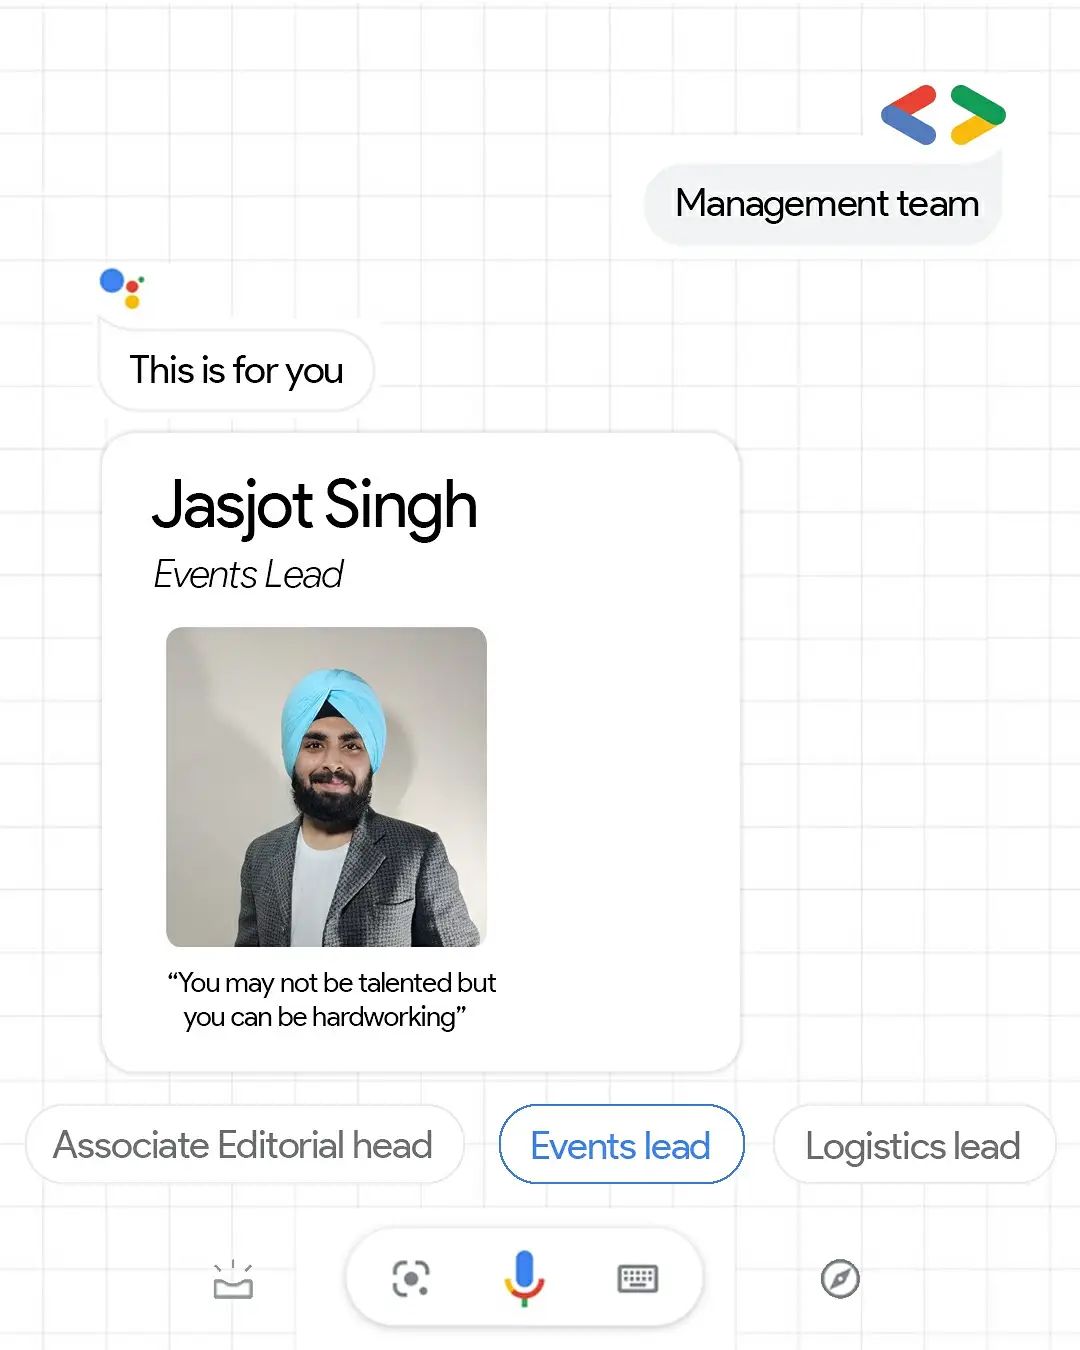 Management team
This is for you
Jasjot Singh
Events Lead
“You may not be talented but
you can be hardworking”
Associate Editorial head
Events lead
Logistics lead